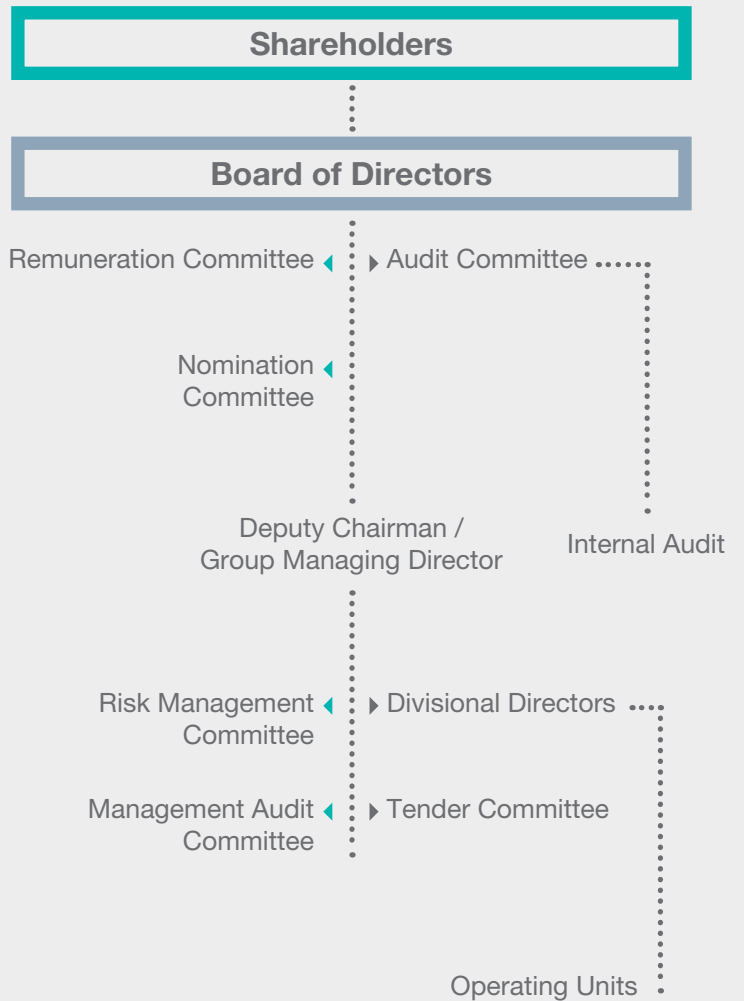 Shareholders
Board of Directors
Remuneration Committee
Audit Committee
Nomination
Committee
Deputy Chairman /
Group Managing Director
Internal Audit
Risk Management
Committee
Divisional Directors
Management Audit
Committee
Tender Committee
Operating Units